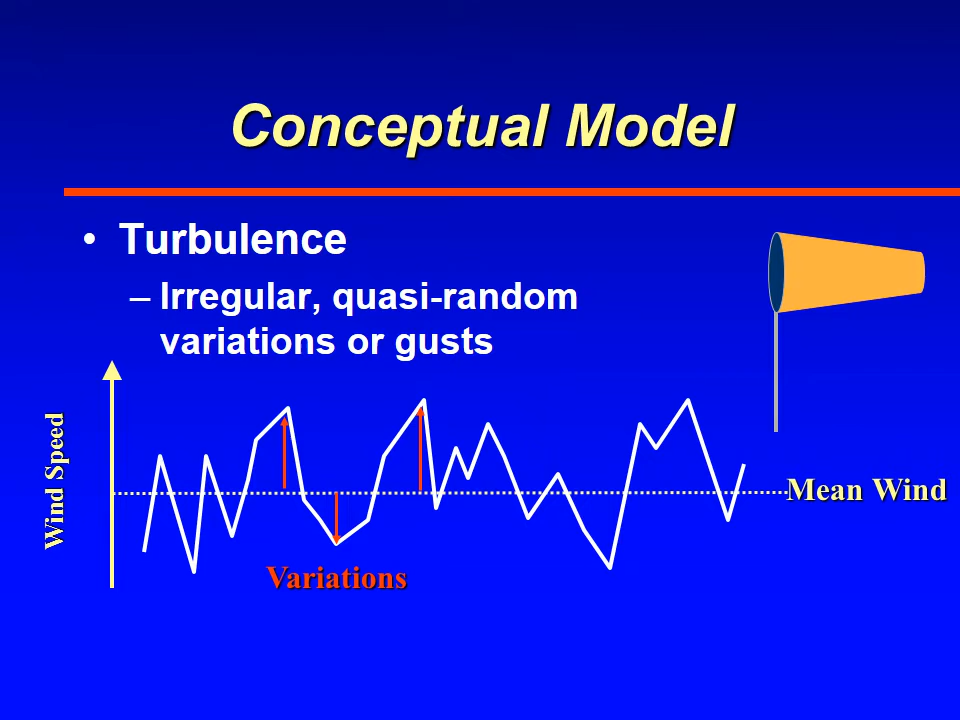 Conceptual Model
• Turbulence
– Irregular, quasi-random
variations or gusts
Wind Speed
Mean Wind
Variations